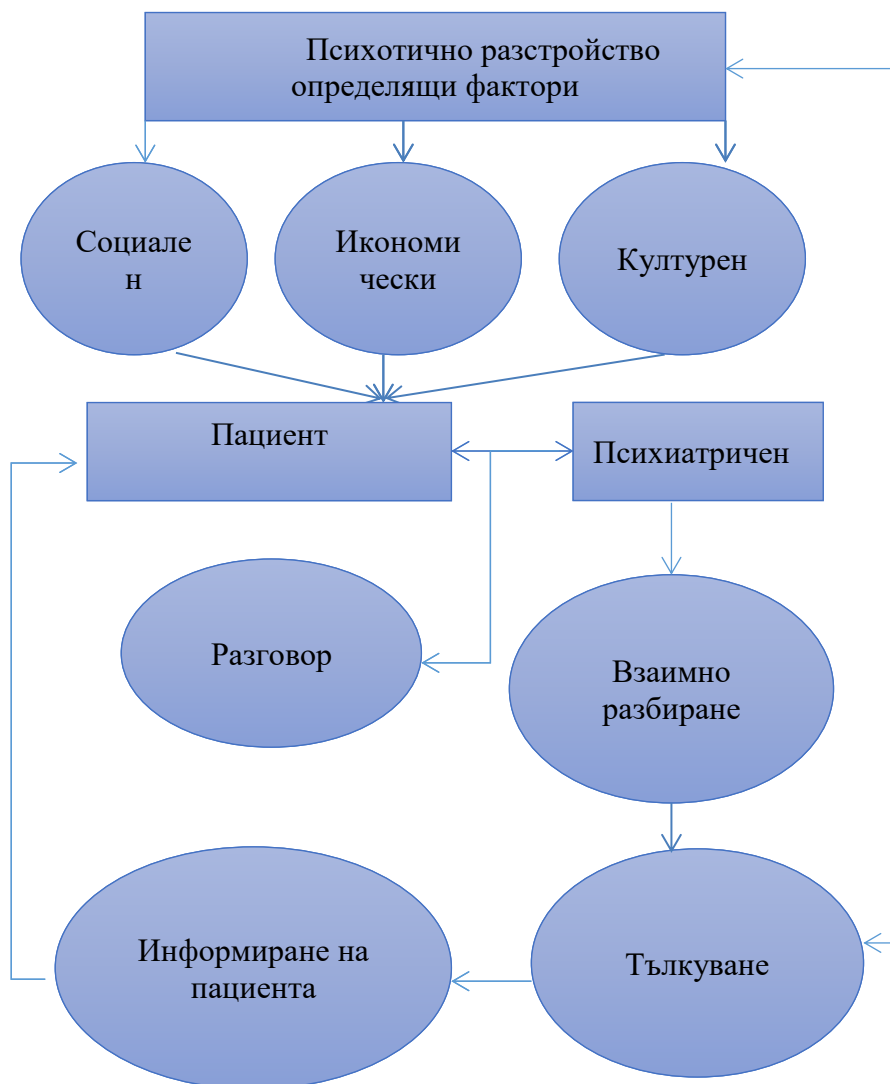 Психотично разстройство
определящи фактори
Социале
н
Икономи
чески
Културен
Пациент
Психиатричен
Разговор
Взаимно
разбиране
Информиране на
пациента
Тълкуване